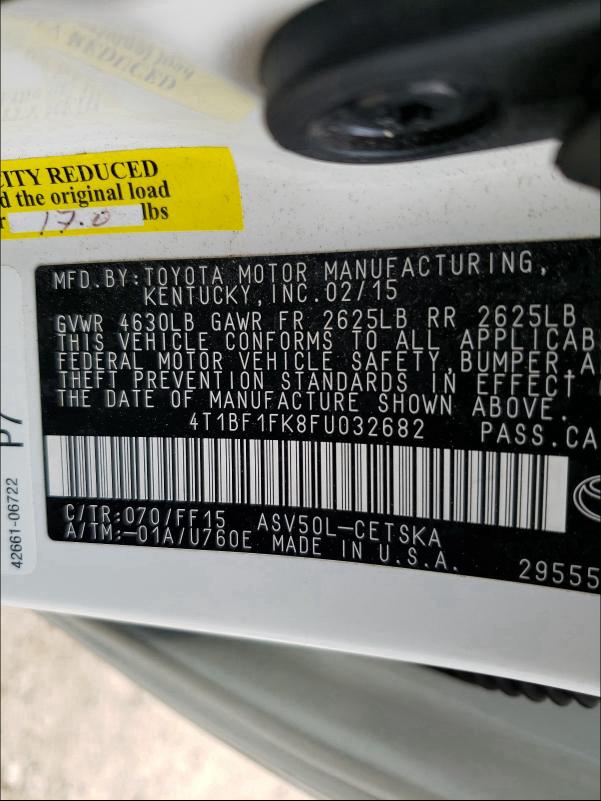 REDUCED
CITY REDUCED
d the original load
r 17.0 lbs
MFD.BY:TOYOTA MOTOR MANUFACTURING,
KENTUCKY,INC.02/15
GVWR 4630LB GAWR FR 2625LB RR 2625LB
THIS VEHICLE CONFORMS TO ALL APPLICAB
FEDERAL MOTOR VEHICLE SAFETY,BUMPER,A
THEFT PREVENTION STANDARDS IN EFFECT
THE DATE OF MANUFACTURE SHOWN ABOVE.
4T1BF1FK8FU032682 PASS.CA
C/TR:070/FF15 ASV50L-CETSKA
A/TM:-01A/U760E MADE IN U.S.A.
29555
P7
42661-06722